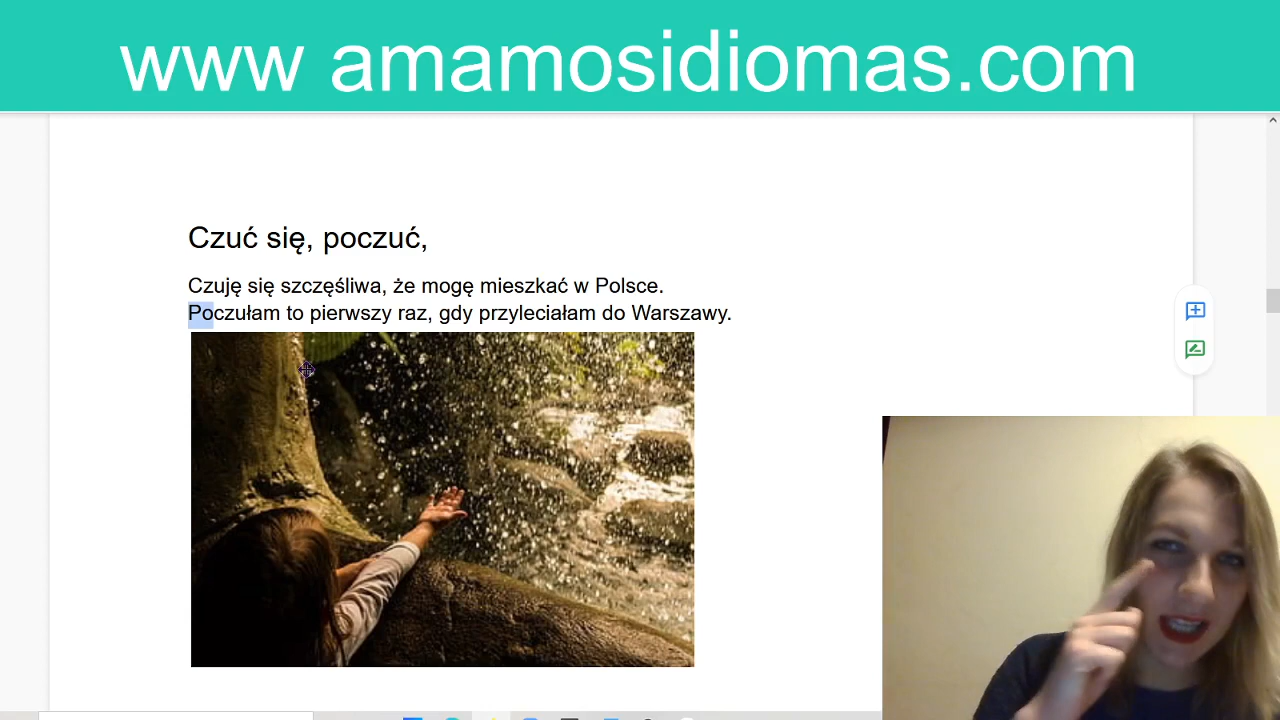 www amamosidiomas.com
Czuć się, poczuć,
Czuję się szczęśliwa, że mogę mieszkać w Polsce.
Poczułam to pierwszy raz, gdy przyleciałam do Warszawy.